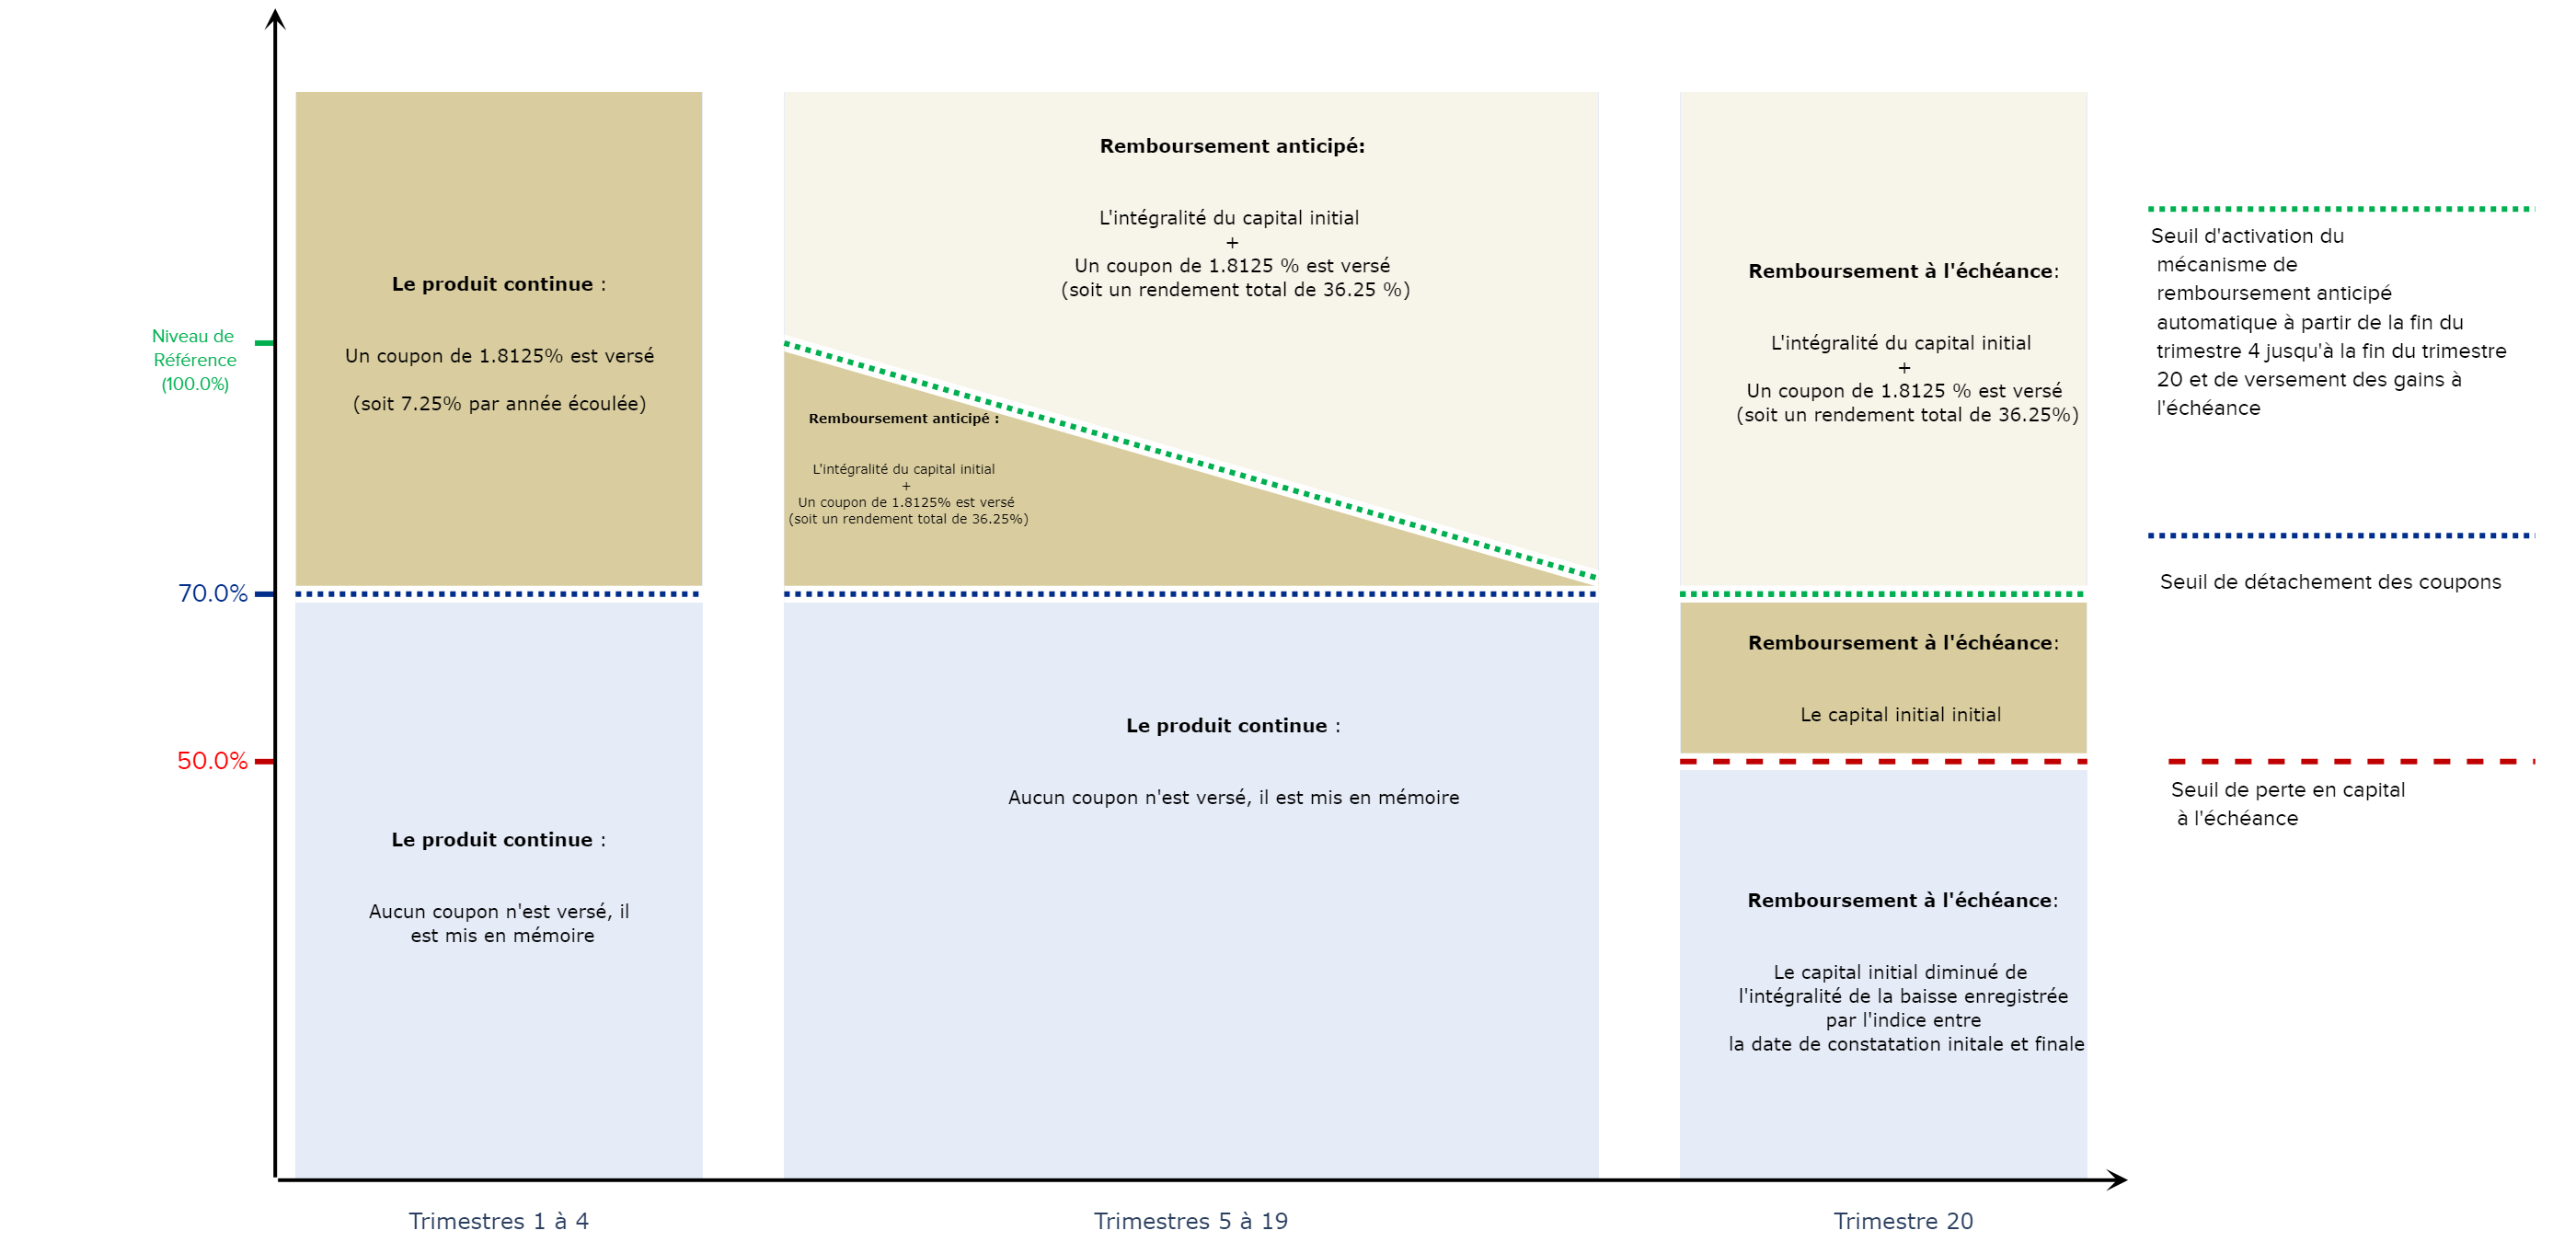 Niveau de
Référence
(100.0%)
70.0%
50.0%
Le produit continue :
Un coupon de 1.8125% est versé
(soit 7.25% par année écoulée)
Le produit continue :
Aucun coupon n'est versé, il
est mis en mémoire
Remboursement anticipé:
L'intégralité du capital initial
+
Un coupon de 1.8125 % est versé
(soit un rendement total de 36.25 %)
Remboursement anticipé :
L'intégralité du capital initial
+
Un coupon de 1.8125% est versé
(soit un rendement total de 36.25%)
Le produit continue :
Aucun coupon n'est versé, il est mis en mémoire
Remboursement à l'échéance:
L'intégralité du capital initial
+
Un coupon de 1.8125 % est versé
(soit un rendement total de 36.25%)
Remboursement à l'échéance:
Le capital initial initial
Remboursement à l'échéance:
Le capital initial diminué de
l'intégralité de la baisse enregistrée
par l'indice entre
la date de constatation initale et finale
Seuil d'activation du
mécanisme de
remboursement anticipé
automatique à partir de la fin du
trimestre 4 jusqu'à la fin du trimestre
20 et de versement des gains à
l'échéance
Seuil de détachement des coupons
Seuil de perte en capital
à l'échéance
Trimestres 1 à 4
Trimestres 5 à 19
Trimestre 20